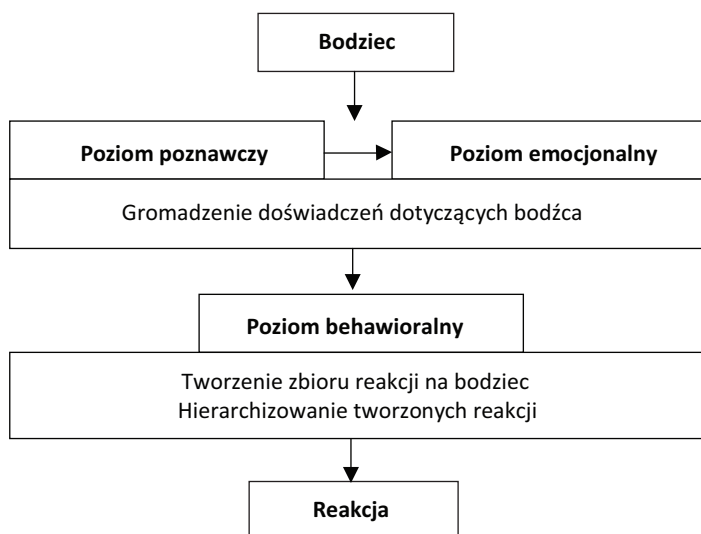 Bodziec
Poziom poznawczy
Poziom emocjonalny
Gromadzenie doświadczeń dotyczących bodźca
Poziom behawioralny
Tworzenie zbioru reakcji na bodziec
Hierarchizowanie tworzonych reakcji
Reakcja